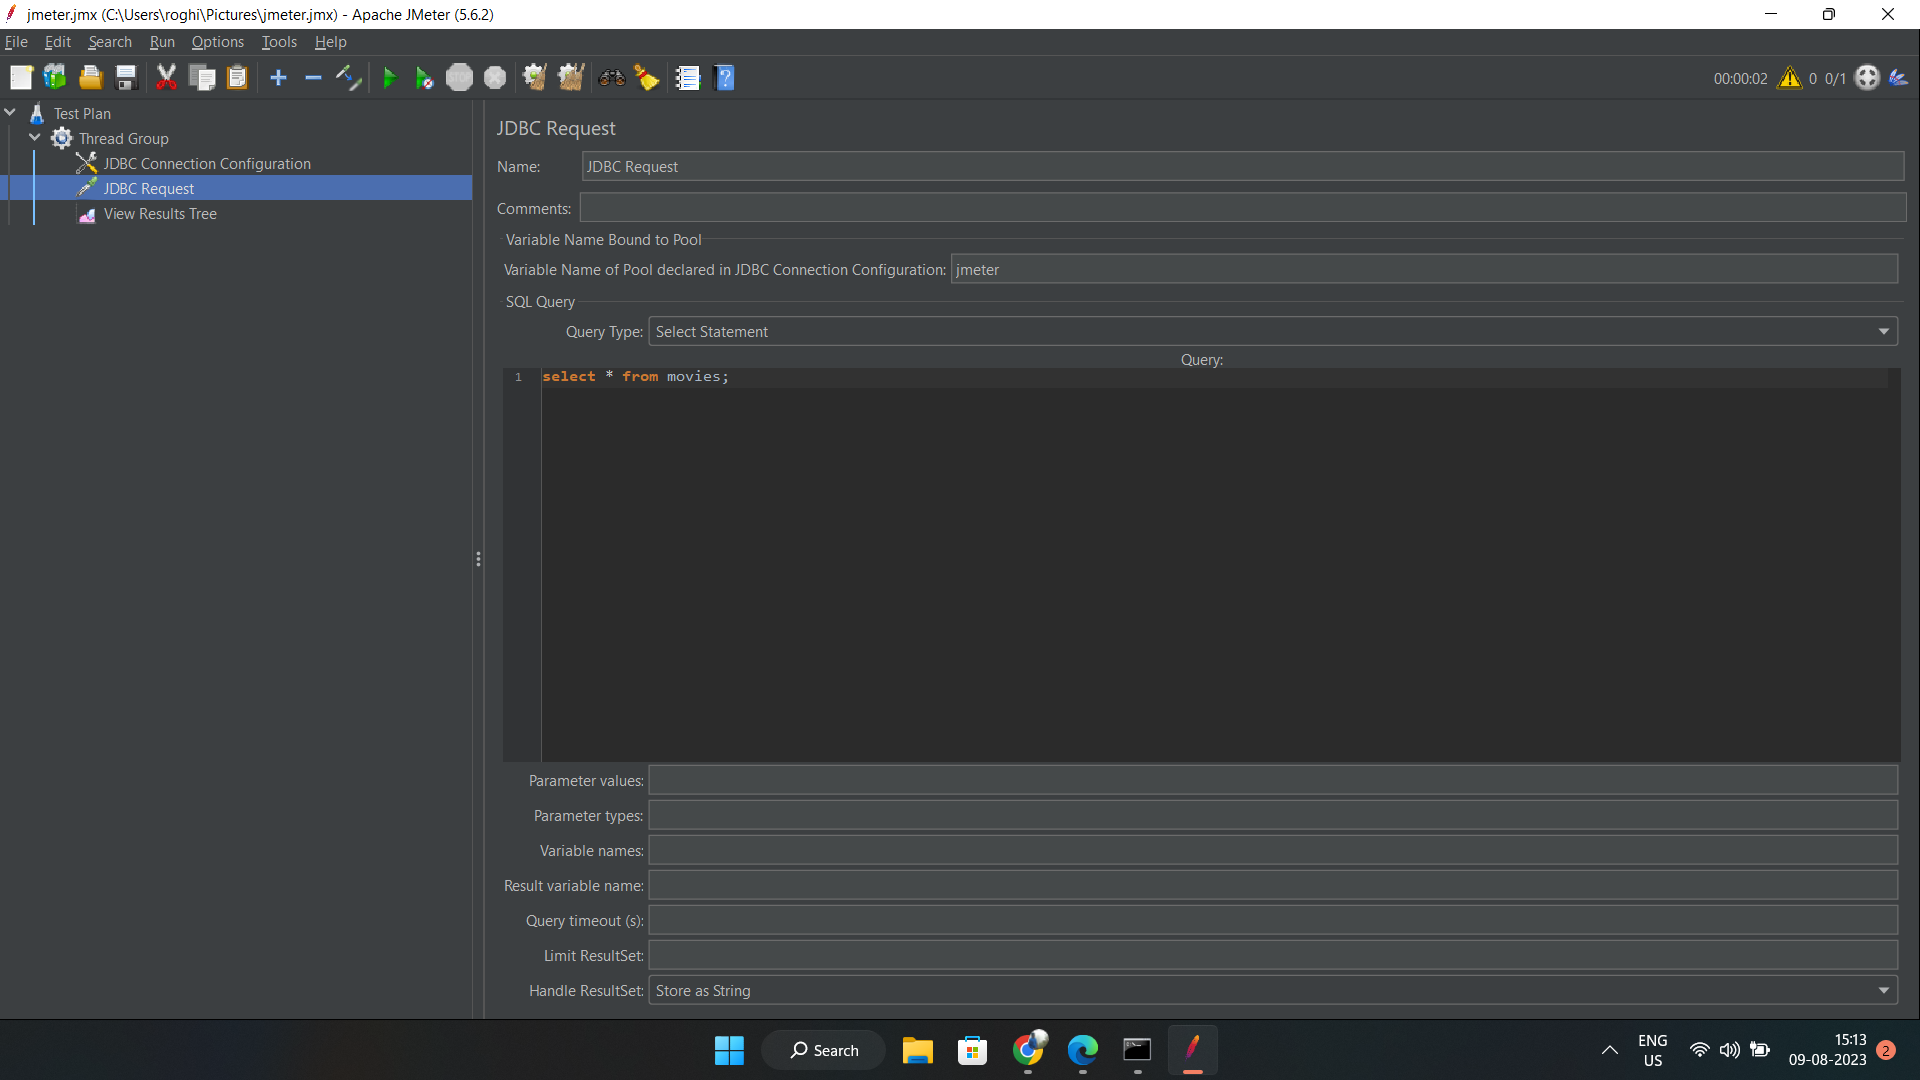 jmeter.jmx (C:\Users\roghi\Pictures\jmeter.jmx) - Apache JMeter (5.6.2)
File Edit Search Run Options Tools Help
STOP
00:00:02 0 0/1
Test Plan
Thread Group
JDBC Connection Configuration
JDBC Request
View Results Tree
JDBC Request
Name: JDBC Request
Comments:
Variable Name Bound to Pool
Variable Name of Pool declared in JDBC Connection Configuration: jmeter
SQL Query
Query Type: Select Statement
Query:
1 select * from movies;
Parameter values:
Parameter types:
Variable names:
Result variable name:
Query timeout (s):
Limit ResultSet:
Handle ResultSet: Store as String
Search
ENG
US
15:13
09-08-2023
2